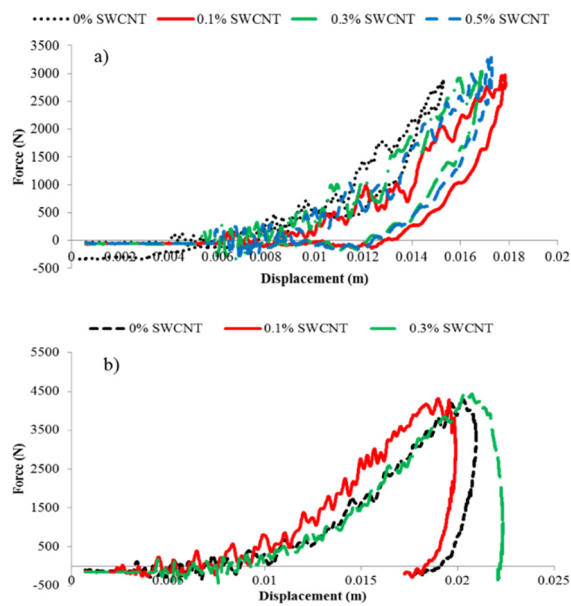 0% SWCNT 0.1% SWCNT 0.3% SWCNT 0.5% SWCNT
a)
3500
3000
2500
2000
1500
1000
500
0
-500
Force (N)
0 0.002 0.004 0.006 0.008 0.01 0.012 0.014 0.016 0.018 0.02
Displacement (m)
0% SWCNT 0.1% SWCNT 0.3% SWCNT
b)
5500
4500
3500
2500
1500
500
-500
Force (N)
0 0.005 0.01 0.015 0.02 0.025
Displacement (m)